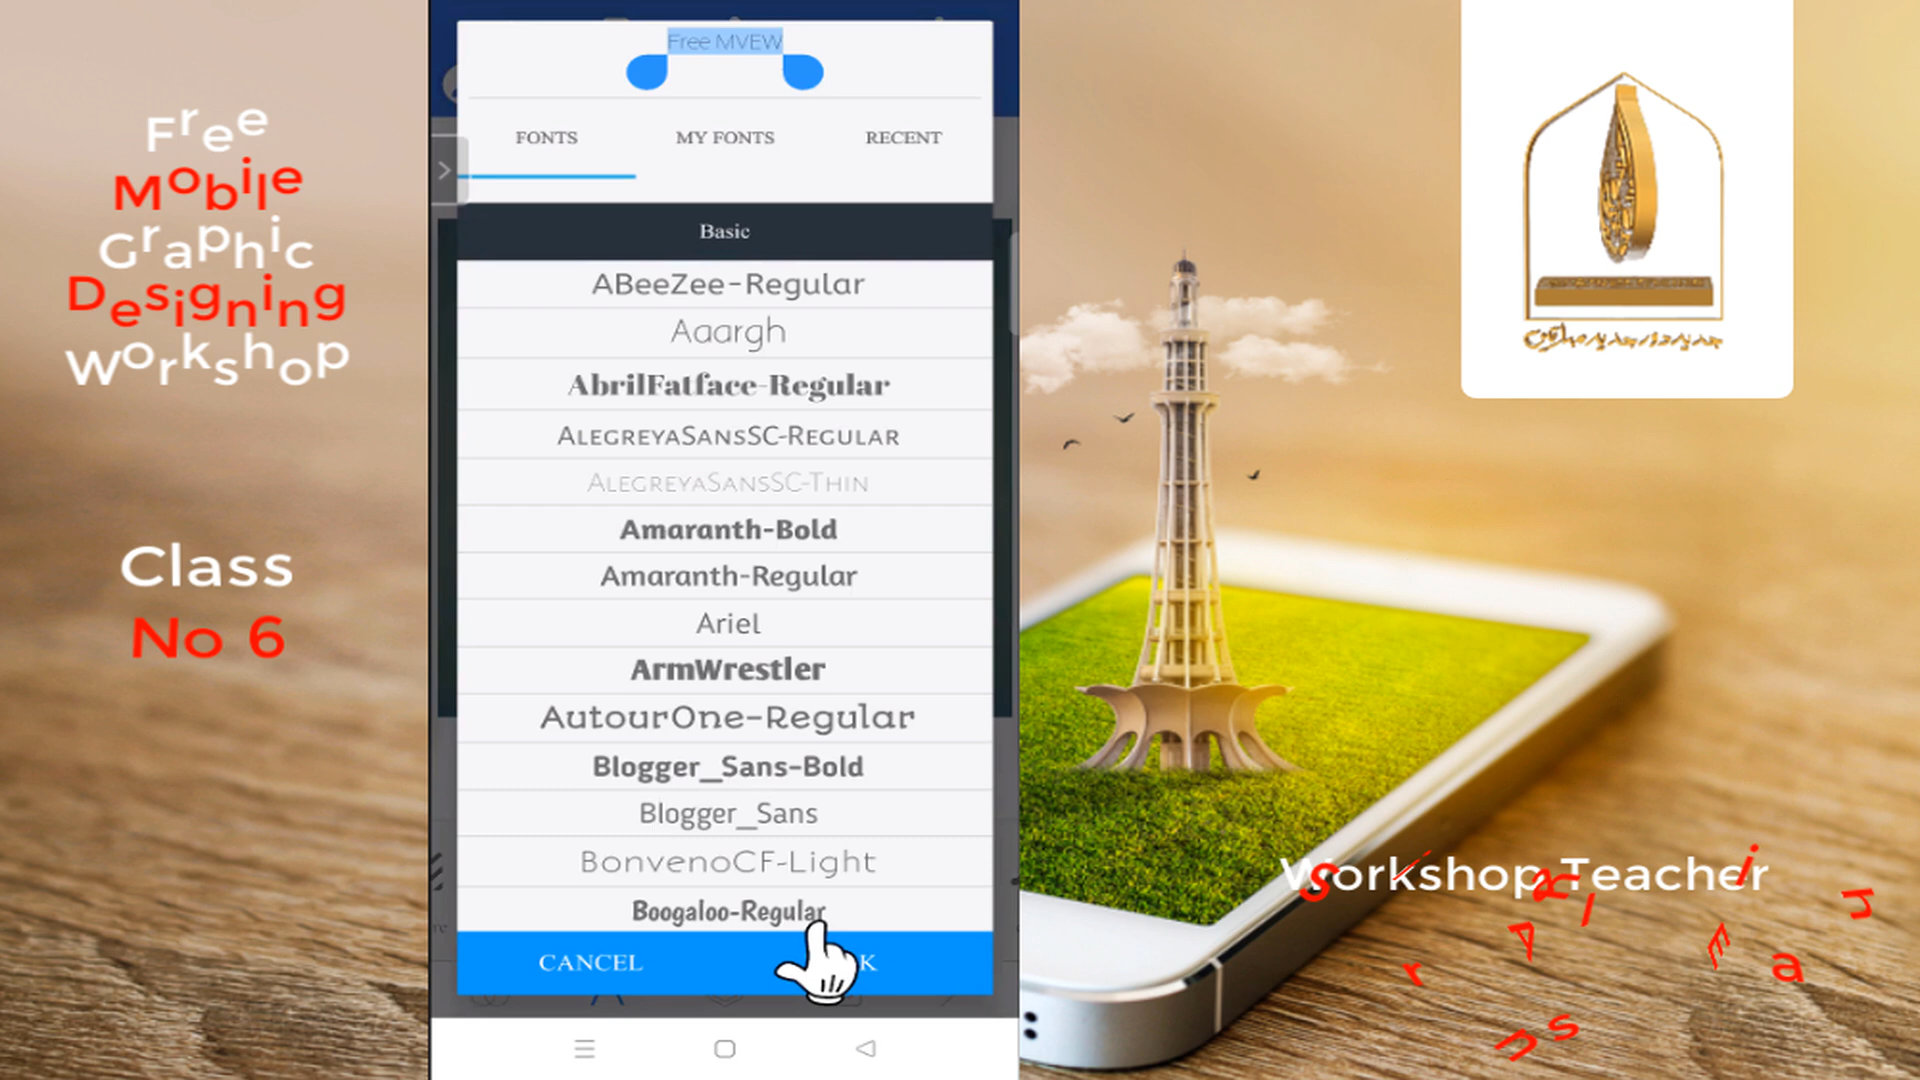 Free
Mobile
Graphic
Designing
Workshop
Class
No 6
Free MVEW
FONTS
MY FONTS
RECENT
Basic
ABeeZee-Regular
Aaargh
AbrilFatface-Regular
AlegreyaSansSC-Regular
AlegreyaSansSC-Thin
Amaranth-Bold
Amaranth-Regular
Ariel
ArmWrestler
AutourOne-Regular
Blogger_Sans-Bold
Blogger_Sans
BonvenoCF-Light
Boogaloo-Regular
CANCEL
Workshop Teacher